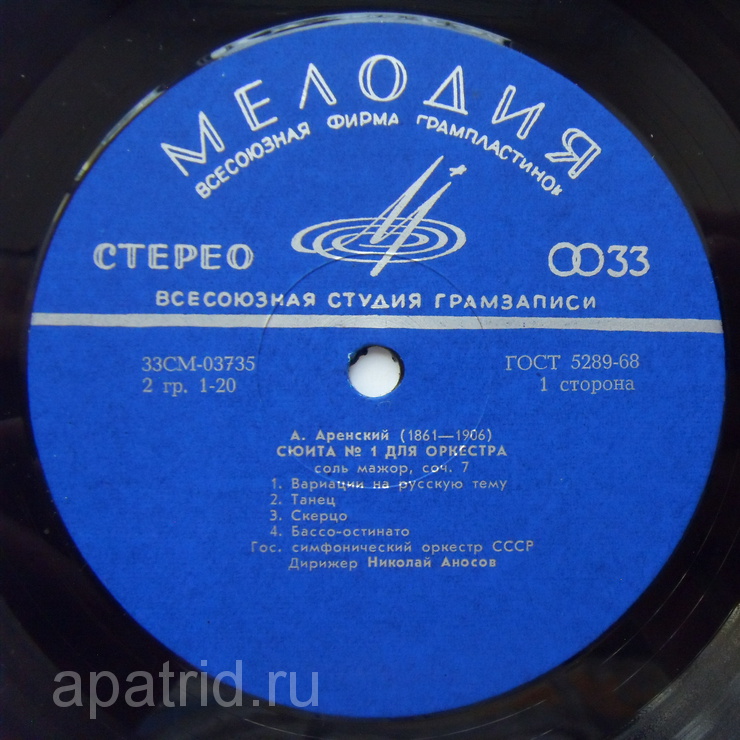 МЕЛОДИЯ
ВСЕСОЮЗНАЯ ФИРМА ГРАМПЛАСТИНОК
СТЕРЕО
33
ВСЕСОЮЗНАЯ СТУДИЯ ГРАМЗАПИСИ
33СМ-03735
2 гр. 1-20
ГОСТ 5289-68
1 сторона
А. Аренский (1861—1906)
СЮИТА № 1 ДЛЯ ОРКЕСТРА
соль мажор, соч. 7
1. Вариации на русскую тему
2. Танец
3. Скерцо
4. Бассо-остинато
Гос. симфонический оркестр СССР
Дирижер Николай Аносов
apatrid.ru